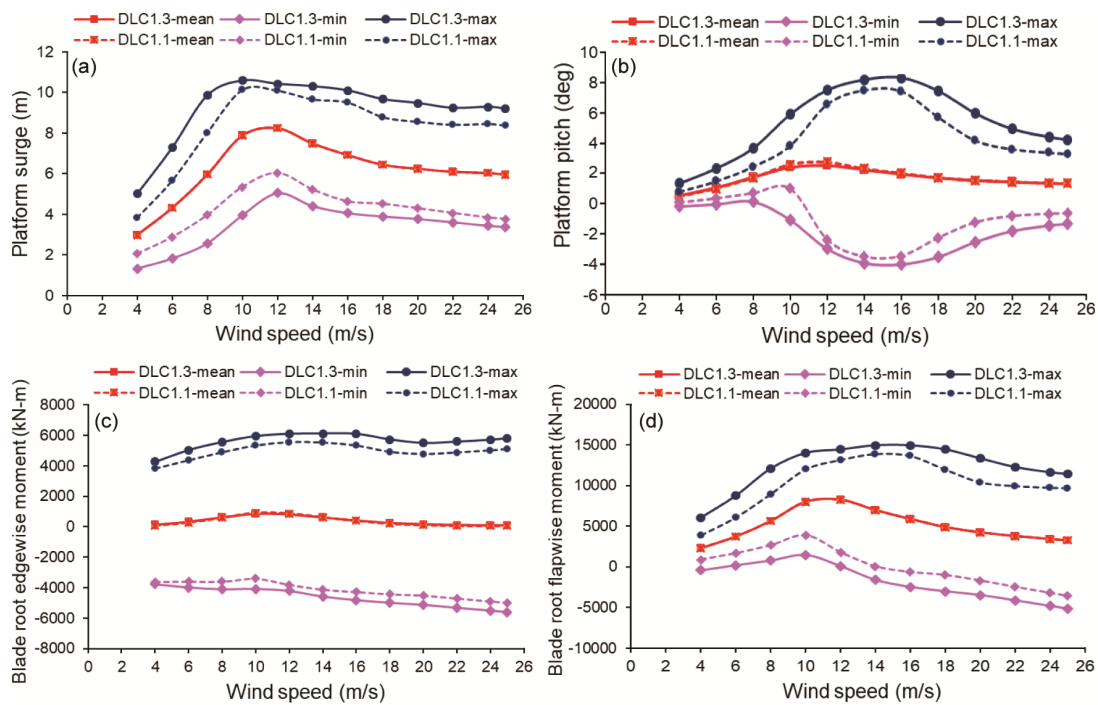 DLC1.3-mean DLC1.3-min DLC1.3-max
DLC1.1-mean DLC1.1-min DLC1.1-max
(a)
Platform surge (m)
12
10
8
6
4
2
0
0 2 4 6 8 10 12 14 16 18 20 22 24 26
Wind speed (m/s)
DLC1.3-mean DLC1.3-min DLC1.3-max
DLC1.1-mean DLC1.1-min DLC1.1-max
(b)
Platform pitch (deg)
10
8
6
4
2
0
-2
-4
-6
0 2 4 6 8 10 12 14 16 18 20 22 24 26
Wind speed (m/s)
DLC1.3-mean DLC1.3-min DLC1.3-max
DLC1.1-mean DLC1.1-min DLC1.1-max
(c)
Blade root edgewise moment (kN-m)
8000
6000
4000
2000
0
-2000
-4000
-6000
-8000
0 2 4 6 8 10 12 14 16 18 20 22 24 26
Wind speed (m/s)
DLC1.3-mean DLC1.3-min DLC1.3-max
DLC1.1-mean DLC1.1-min DLC1.1-max
(d)
Blade root flapwise moment (kN-m)
20000
15000
10000
5000
0
-5000
-10000
0 2 4 6 8 10 12 14 16 18 20 22 24 26
Wind speed (m/s)